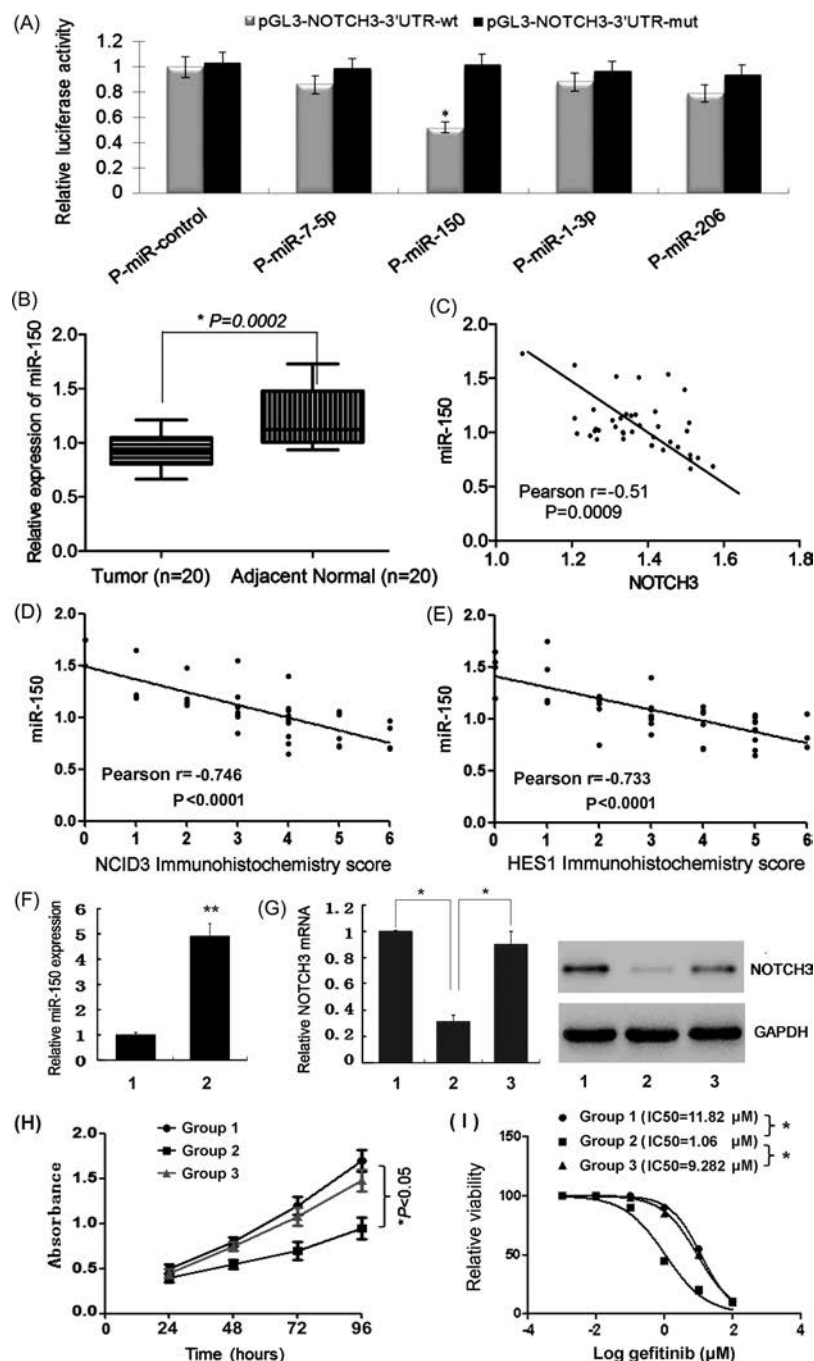 (A)
pGL3-NOTCH3-3'UTR-wt
pGL3-NOTCH3-3'UTR-mut
Relative luciferase activity
1.2
1
0.8
0.6
0.4
0.2
0
*
P-miR-control
P-miR-7-5p
P-miR-150
P-miR-1-3p
P-miR-206
(B)
Relative expression of miR-150
2.0
1.5
1.0
0.5
0.0
* P=0.0002
Tumor (n=20)
Adjacent Normal (n=20)
(C)
miR-150
2.0
1.5
1.0
0.5
0.0
Pearson r=-0.51
P=0.0009
1.0
1.2
1.4
1.6
1.8
NOTCH3
(D)
miR-150
2.0
1.5
1.0
0.5
0.0
Pearson r=-0.746
P<0.0001
0
1
2
3
4
5
6
NCID3 Immunohistochemistry score
(E)
miR-150
2.0
1.5
1.0
0.5
0.0
Pearson r=-0.733
P<0.0001
0
1
2
3
4
5
6
HES1 Immunohistochemistry score
(F)
Relative miR-150 expression
6
5
4
3
2
1
0
**
1
2
(G)
Relative NOTCH3 mRNA
1.2
1
0.8
0.6
0.4
0.2
0
*
*
1
2
3
NOTCH3
GAPDH
1
2
3
(H)
Absorbance
2.0
1.5
1.0
0.5
0.0
Group 1
Group 2
Group 3
*P<0.05
24
48
72
96
Time (hours)
(I)
Group 1 (IC50=11.82 μM)
Group 2 (IC50=1.06 μM)
Group 3 (IC50=9.282 μM)
*
*
Relative viability
150
100
50
0
-4
-2
0
2
4
Log gefitinib (μM)